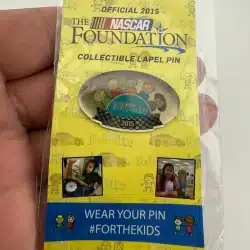 OFFICIAL 2015
THE NASCAR
FOUNDATION
COLLECTIBLE LAPEL PIN
2015
WEAR YOUR PIN
#FORTHEKIDS